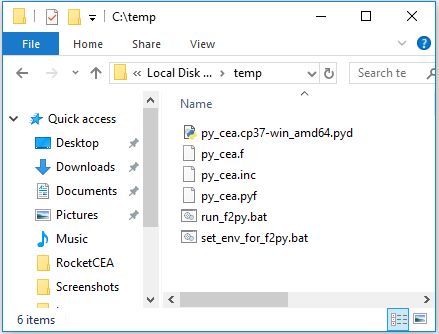 C:\temp
File Home Share View
« Local Disk ... temp Search te
Quick access
Desktop
Downloads
Documents
Pictures
Music
RocketCEA
Screenshots
Name
py_cea.cp37-win_amd64.pyd
py_cea.f
py_cea.inc
py_cea.pyf
run_f2py.bat
set_env_for_f2py.bat
6 items